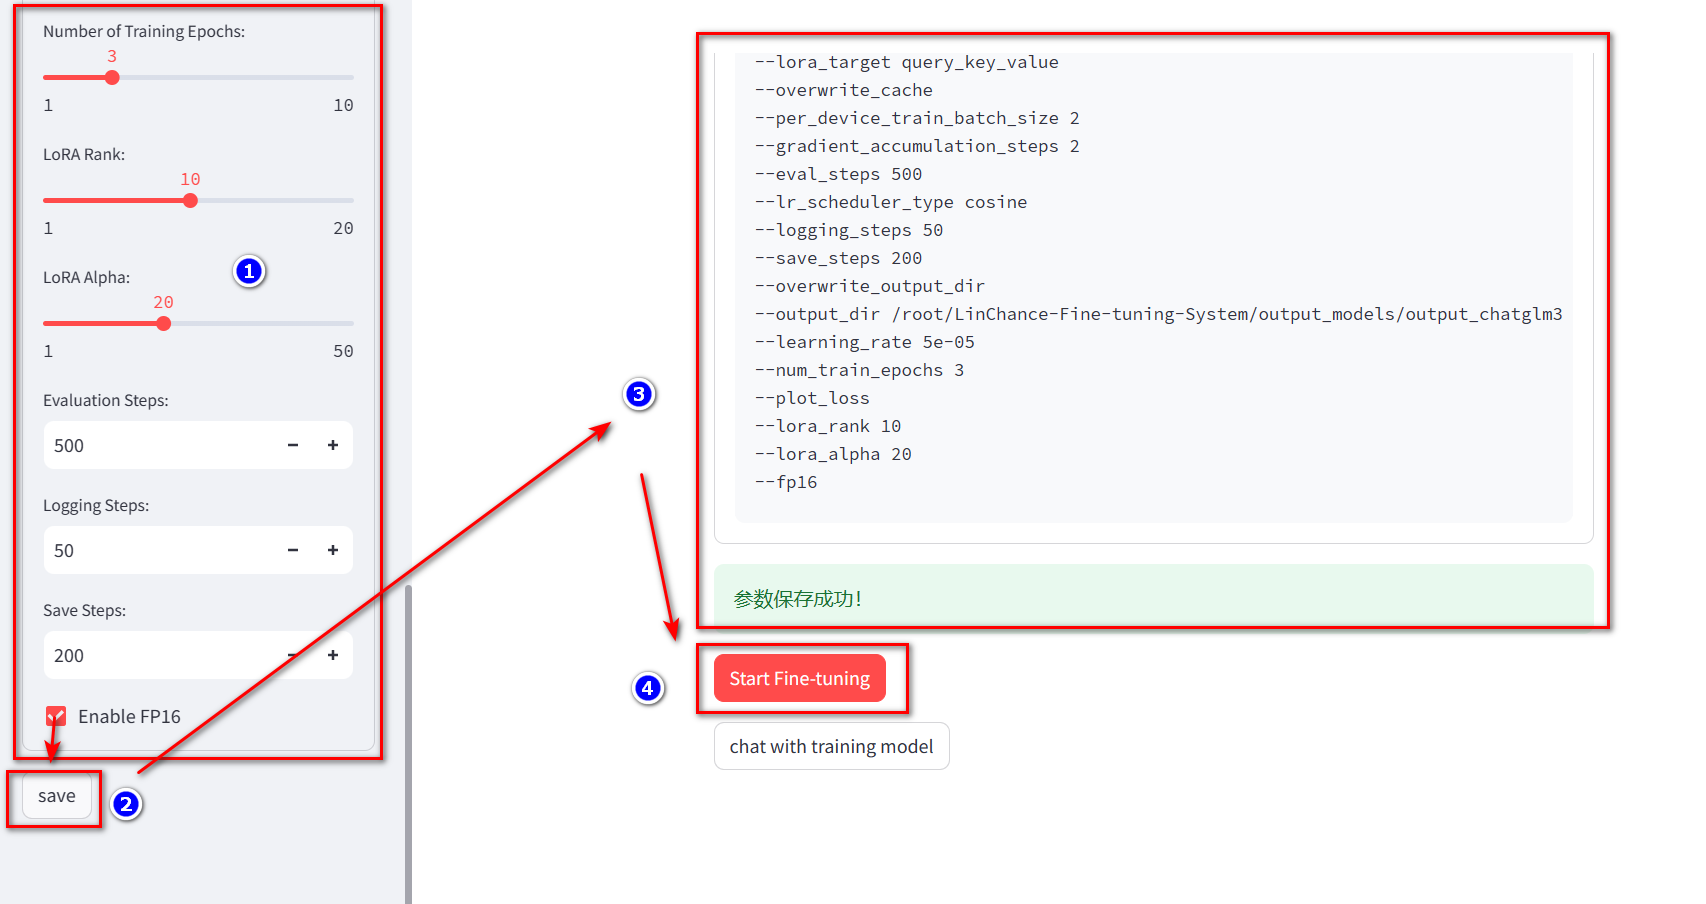 Number of Training Epochs:
3
1 10
LoRA Rank:
10
1 20
LoRA Alpha:
1
20
1 50
Evaluation Steps:
500 − +
Logging Steps:
50 − +
Save Steps:
200 − +
Enable FP16
save
2
3
--lora_target query_key_value
--overwrite_cache
--per_device_train_batch_size 2
--gradient_accumulation_steps 2
--eval_steps 500
--lr_scheduler_type cosine
--logging_steps 50
--save_steps 200
--overwrite_output_dir
--output_dir /root/LinChance-Fine-tuning-System/output_models/output_chatglm3
--learning_rate 5e-05
--num_train_epochs 3
--plot_loss
--lora_rank 10
--lora_alpha 20
--fp16
参数保存成功！
4
Start Fine-tuning
chat with training model